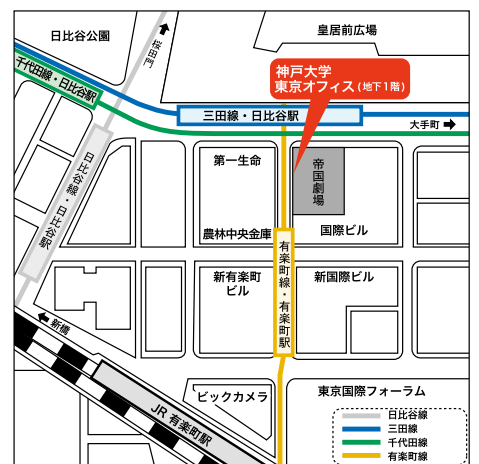 日比谷公園
皇居前広場
桜田門
神戸大学
東京オフィス（地下1階）
千代田線・日比谷駅
三田線・日比谷駅
大手町
日比谷線・日比谷駅
第一生命
帝国劇場
農林中央金庫
国際ビル
有楽町線・有楽町駅
新有楽町
ビル
新国際ビル
新橋
JR 有楽町駅
ビックカメラ
東京国際フォーラム
日比谷線
三田線
千代田線
有楽町線